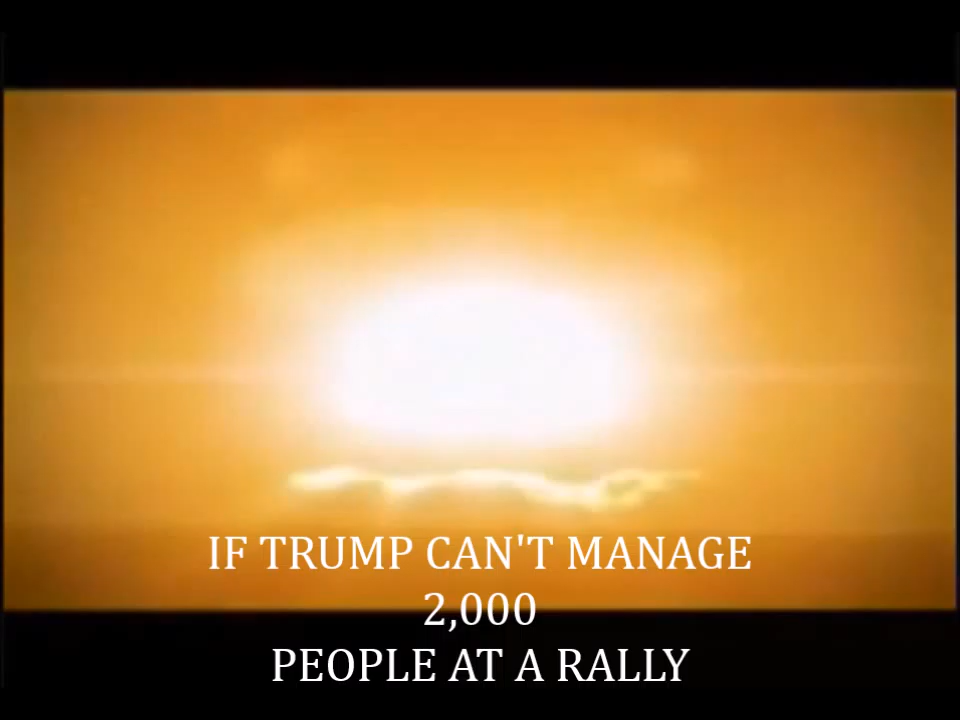 IF TRUMP CAN'T MANAGE
2,000
PEOPLE AT A RALLY